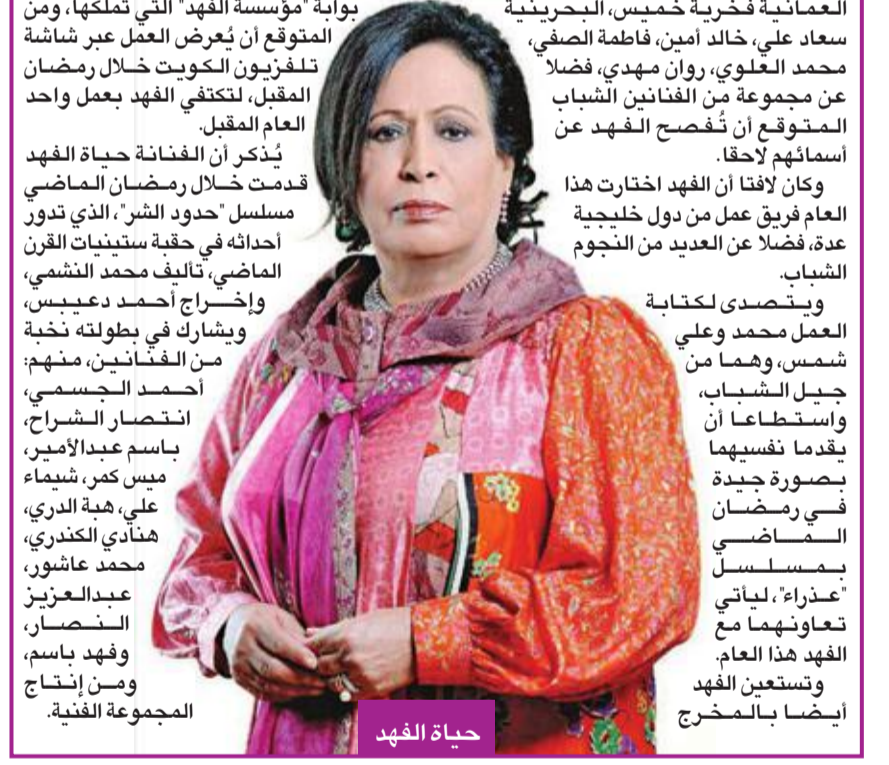 العمانية فخرية خميس، البحرينية
سعاد علي، خالد أمين، فاطمة الصفي،
محمد العلوي، روان مهدي، فضلا
عن مجموعة من الفنانين الشباب
المتوقع أن تُفصح الفهد عن
أسمائهم لاحقا.
وكان لافتا أن الفهد اختارت هذا
العام فريق عمل من دول خليجية
عدة، فضلا عن العديد من النجوم
الشباب.
ويتصدى لكتابة
العمل محمد وعلي
شمس، وهما من
جيل الشباب،
واستطاعا أن
يقدما نفسيهما
بصورة جيدة
في رمضان
الماضي
بمسلسل
"عذراء"، ليأتي
تعاونهما مع
الفهد هذا العام.
وتستعين الفهد
أيضا بالمخرج
بوابة "مؤسسة الفهد" التي تملكها، ومن
المتوقع أن يُعرض العمل عبر شاشة
تلفزيون الكويت خلال رمضان
المقبل، لتكتفي الفهد بعمل واحد
العام المقبل.
يُذكر أن الفنانة حياة الفهد
قدمت خلال رمضان الماضي
مسلسل "حدود الشر"، الذي تدور
أحداثه في حقبة ستينيات القرن
الماضي، تأليف محمد النشمي،
وإخراج أحمد دعيبس،
ويشارك في بطولته نخبة
من الفنانين، منهم:
أحمد الجسمي،
انتصار الشراح،
باسم عبدالأمير،
ميس كمر، شيماء
علي، هبة الدري،
هنادي الكندري،
محمد عاشور،
عبدالعزيز
النصار،
وفهد باسم،
ومن إنتاج
المجموعة الفنية.
حياة الفهد